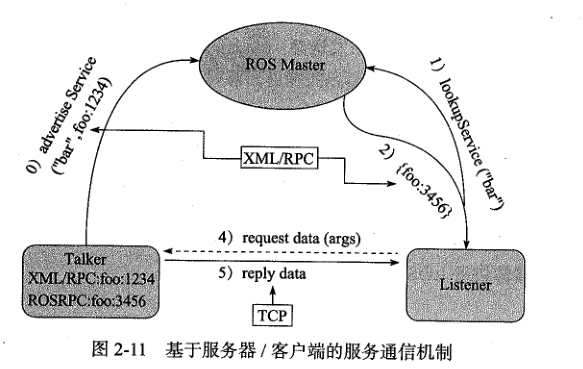 ROS Master
0）advertise Service
("bar", foo:1234)
1）lookupService ("bar")
2）
{foo:3456}
XML/RPC
4）request data (args)
5）reply data
TCP
Talker
XML/RPC:foo:1234
ROSRPC:foo:3456
Listener
图 2-11 基于服务器 / 客户端的服务通信机制